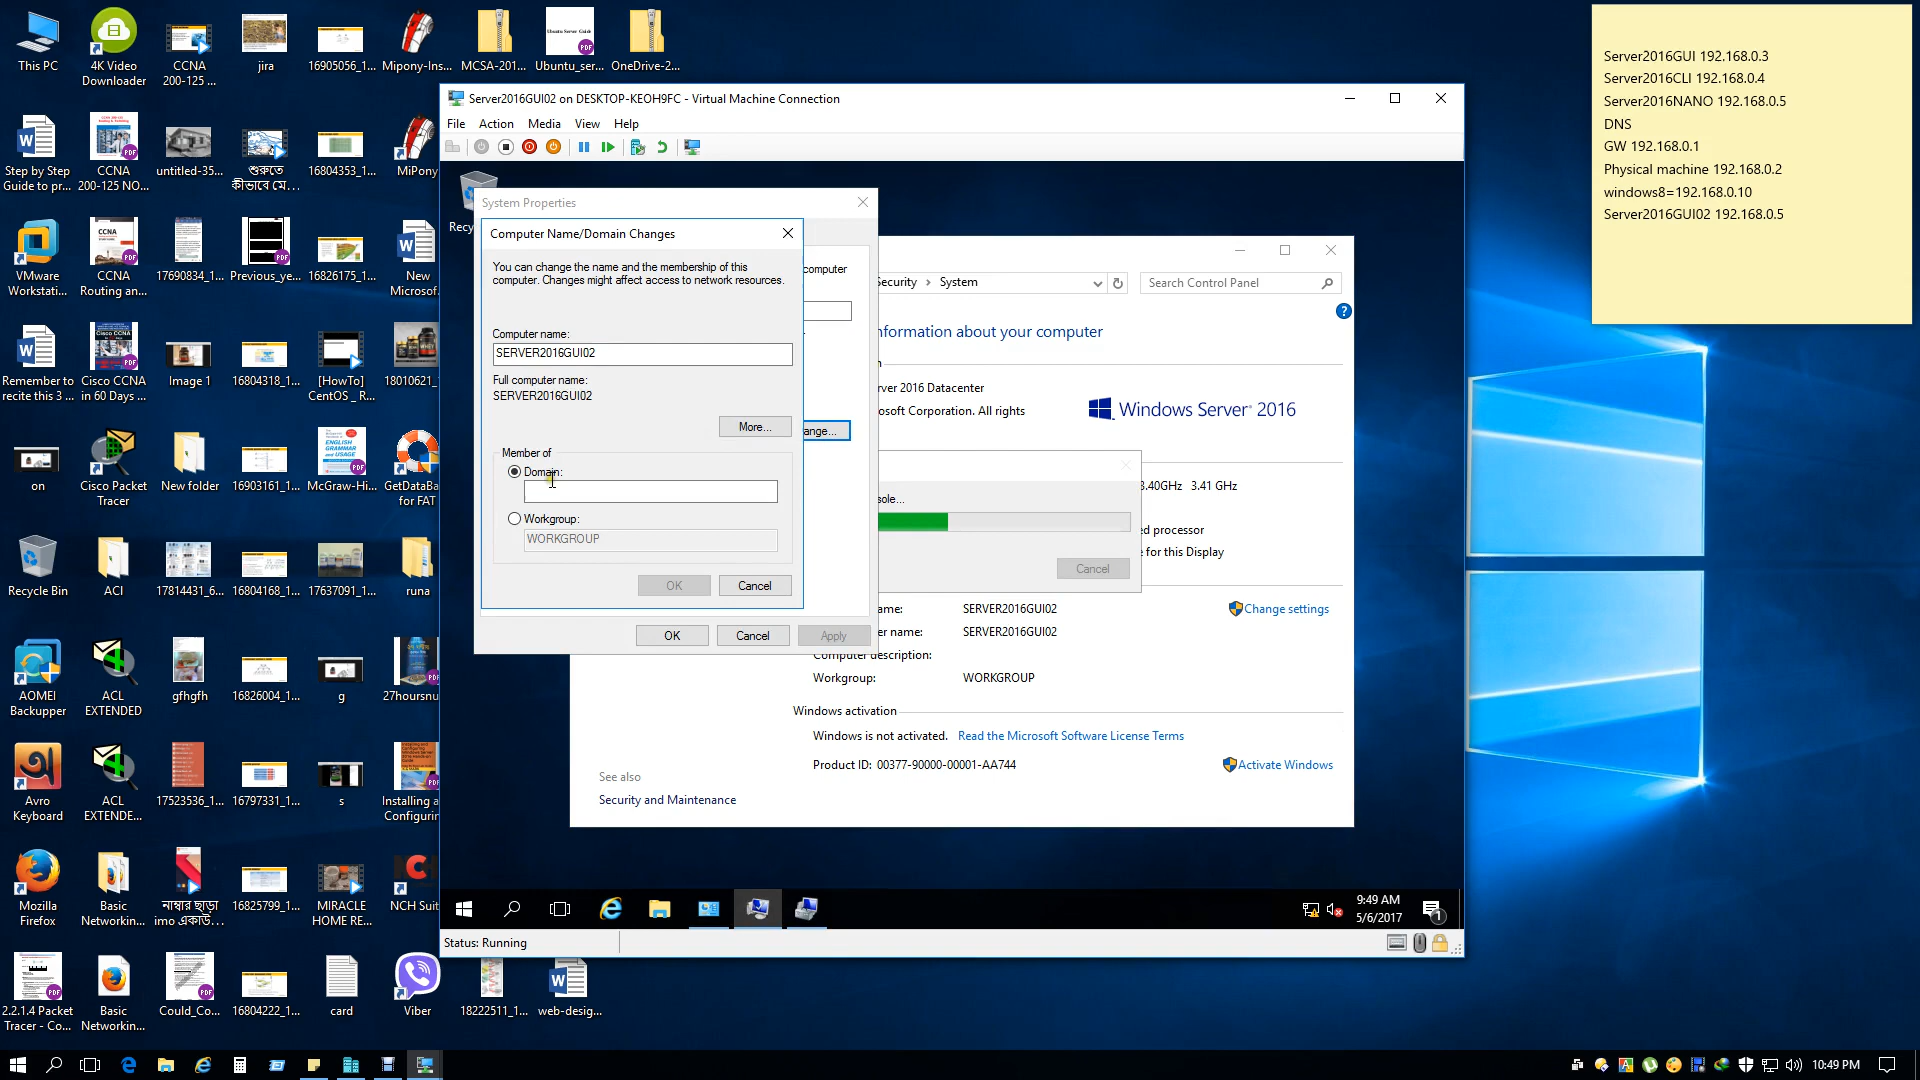 This PC
4K Video
Downloader
CCNA
200-125 ...
jira
16905056_1...
Mipony-Ins...
MCSA-201...
Ubuntu Server Guide
Ubuntu_ser...
OneDrive-2...
Step by Step
Guide to pr...
CCNA
200-125 NO...
untitled-35...
শুরুতে
কীভাবে মে...
16804353_1...
MiPony
VMware
Workstati...
CCNA
Routing an...
17690834_1...
Previous_ye...
16826175_1...
New
Microsof.
Remember to
recite this 3 ...
Cisco CCNA
in 60 Days ...
Image 1
16804318_1...
[HowTo]
CentOS _ R...
18010621_
on
Cisco Packet
Tracer
New folder
16903161_1...
McGraw-Hi...
GetDataBa
for FAT
Recycle Bin
ACI
17814431_6...
16804168_1...
17637091_1...
runa
AOMEI
Backupper
ACL
EXTENDED
gfhgfh
16826004_1...
g
27hoursnu
Avro
Keyboard
ACL
EXTENDE...
17523536_1...
16797331_1...
s
Installing a
Configurir
Mozilla
Firefox
Basic
Networkin...
নাম্বার ছাড়া
imo একাউ...
16825799_1...
MIRACLE
HOME RE...
NCH Suit
2.2.1.4 Packet
Tracer - Co...
Basic
Networkin...
Could_Co...
16804222_1...
card
Viber
18222511_1...
web-desig...
Server2016GUI02 on DESKTOP-KEOH9FC - Virtual Machine Connection
File Action Media View Help
Recy
System Properties
Computer Name/Domain Changes
You can change the name and the membership of this
computer. Changes might affect access to network resources.
Computer name:
SERVER2016GUI02
Full computer name:
SERVER2016GUI02
More...
Member of
Domain:
Workgroup:
WORKGROUP
OK Cancel
OK Cancel Apply
computer
ange...
ecurity > System
Search Control Panel
nformation about your computer
rver 2016 Datacenter
osoft Corporation. All rights
Windows Server 2016
3.40GHz 3.41 GHz
sole...
ed processor
e for this Display
Cancel
ame: SERVER2016GUI02
Change settings
er name: SERVER2016GUI02
Computer description:
Workgroup: WORKGROUP
Windows activation
Windows is not activated. Read the Microsoft Software License Terms
Product ID: 00377-90000-00001-AA744
Activate Windows
See also
Security and Maintenance
9:49 AM
5/6/2017
1
Status: Running
Server2016GUI 192.168.0.3
Server2016CLI 192.168.0.4
Server2016NANO 192.168.0.5
DNS
GW 192.168.0.1
Physical machine 192.168.0.2
windows8=192.168.0.10
Server2016GUI02 192.168.0.5
10:49 PM